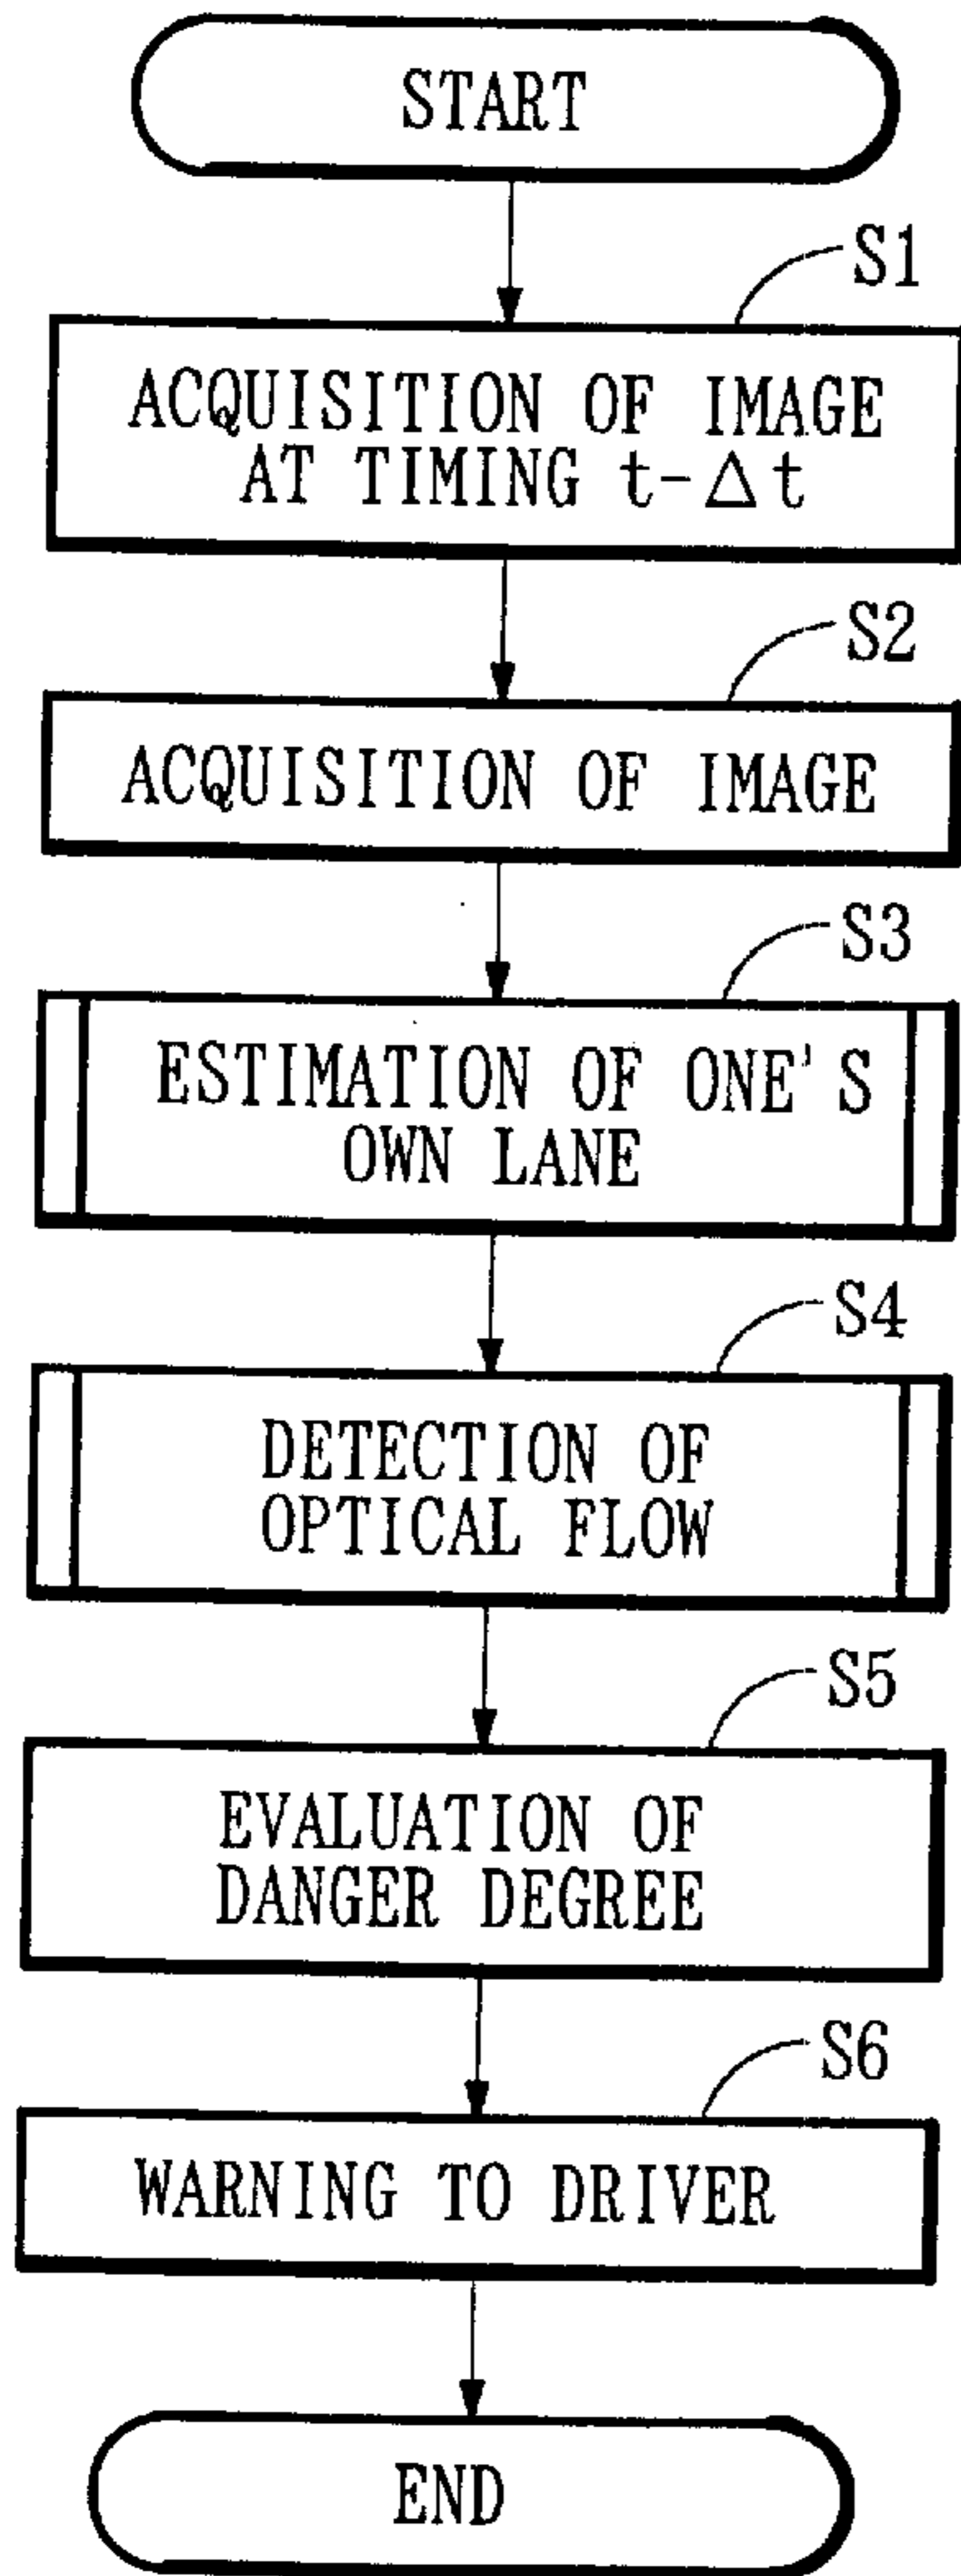 START
S1
ACQUISITION OF IMAGE
AT TIMING t-Δt
S2
ACQUISITION OF IMAGE
S3
ESTIMATION OF ONE'S
OWN LANE
S4
DETECTION OF
OPTICAL FLOW
S5
EVALUATION OF
DANGER DEGREE
S6
WARNING TO DRIVER
END